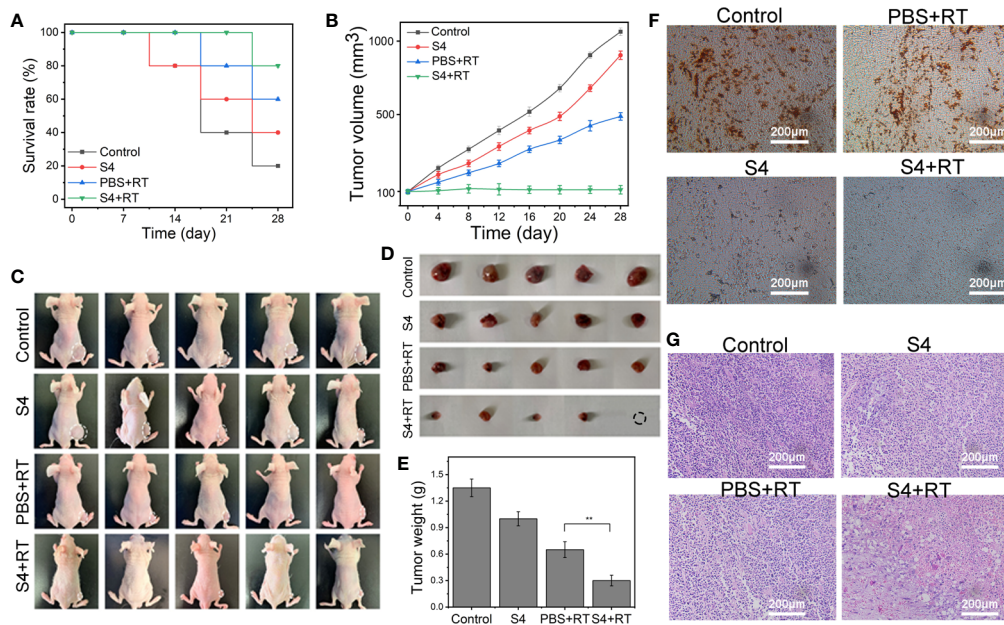 A
Survival rate (%)
100
80
60
40
20
0
Control
S4
PBS+RT
S4+RT
0 7 14 21 28
Time (day)
B
Tumor volume (mm3)
1000
500
100
Control
S4
PBS+RT
S4+RT
0 4 8 12 16 20 24 28
Time (day)
C
Control
S4
PBS+RT
S4+RT
D
Control
S4
PBS+RT
S4+RT
E
Tumor weight (g)
1.5
1.2
0.9
0.6
0.3
0.0
**
Control S4 PBS+RT S4+RT
F
Control PBS+RT
200μm 200μm
S4 S4+RT
200μm 200μm
G
Control S4
200μm 200μm
PBS+RT S4+RT
200μm 200μm